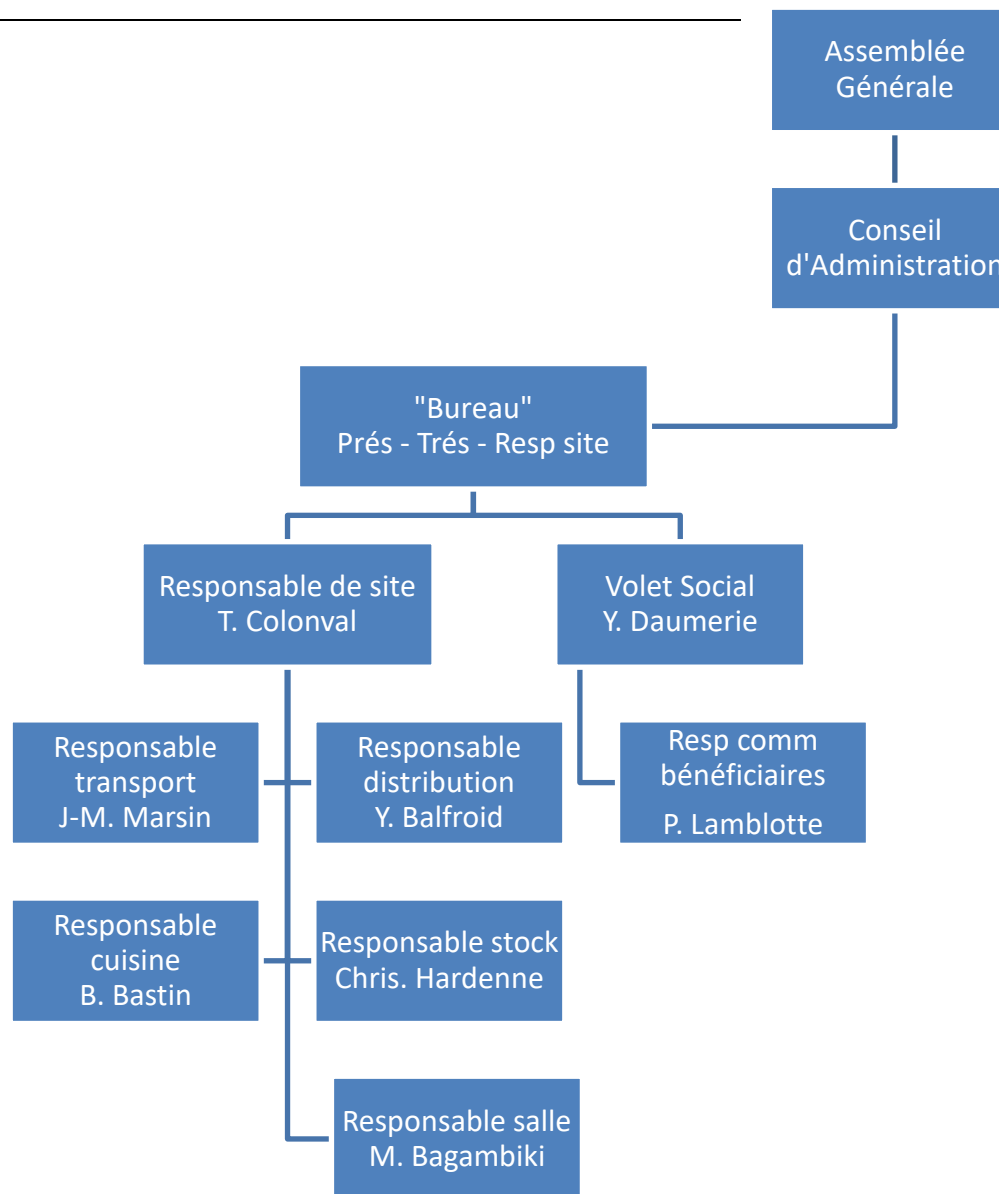 Assemblée
Générale
Conseil
d'Administration
"Bureau"
Prés - Trés - Resp site
Responsable de site
T. Colonval
Volet Social
Y. Daumerie
Responsable
transport
J-M. Marsin
Responsable
distribution
Y. Balfroid
Resp comm
bénéficiaires
P. Lamblotte
Responsable
cuisine
B. Bastin
Responsable stock
Chris. Hardenne
Responsable salle
M. Bagambiki